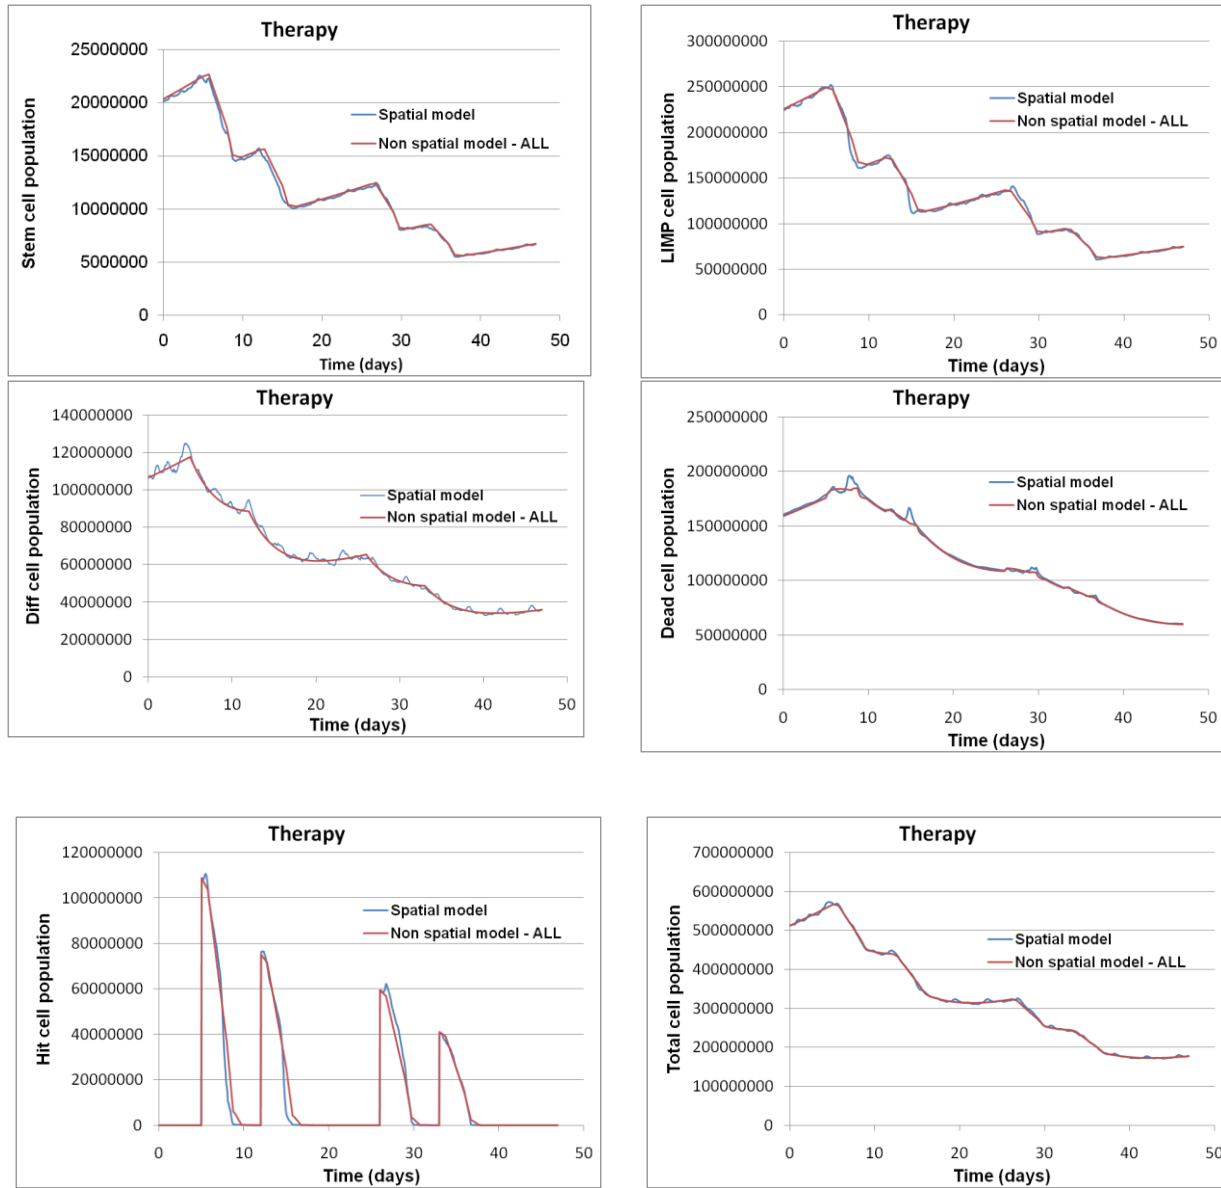 Therapy
Stem cell population
25000000
20000000
15000000
10000000
5000000
0
Spatial model
Non spatial model - ALL
0 10 20 30 40 50
Time (days)
Therapy
LIMP cell population
300000000
250000000
200000000
150000000
100000000
50000000
0
Spatial model
Non spatial model - ALL
0 10 20 30 40 50
Time (days)
Therapy
Diff cell population
140000000
120000000
100000000
80000000
60000000
40000000
20000000
0
Spatial model
Non spatial model - ALL
0 10 20 30 40 50
Time (days)
Therapy
Dead cell population
250000000
200000000
150000000
100000000
50000000
0
Spatial model
Non spatial model - ALL
0 10 20 30 40 50
Time (days)
Therapy
Hit cell population
120000000
100000000
80000000
60000000
40000000
20000000
0
Spatial model
Non spatial model - ALL
0 10 20 30 40 50
Time (days)
Therapy
Total cell population
700000000
600000000
500000000
400000000
300000000
200000000
100000000
0
Spatial model
Non spatial model - ALL
0 10 20 30 40 50
Time (days)